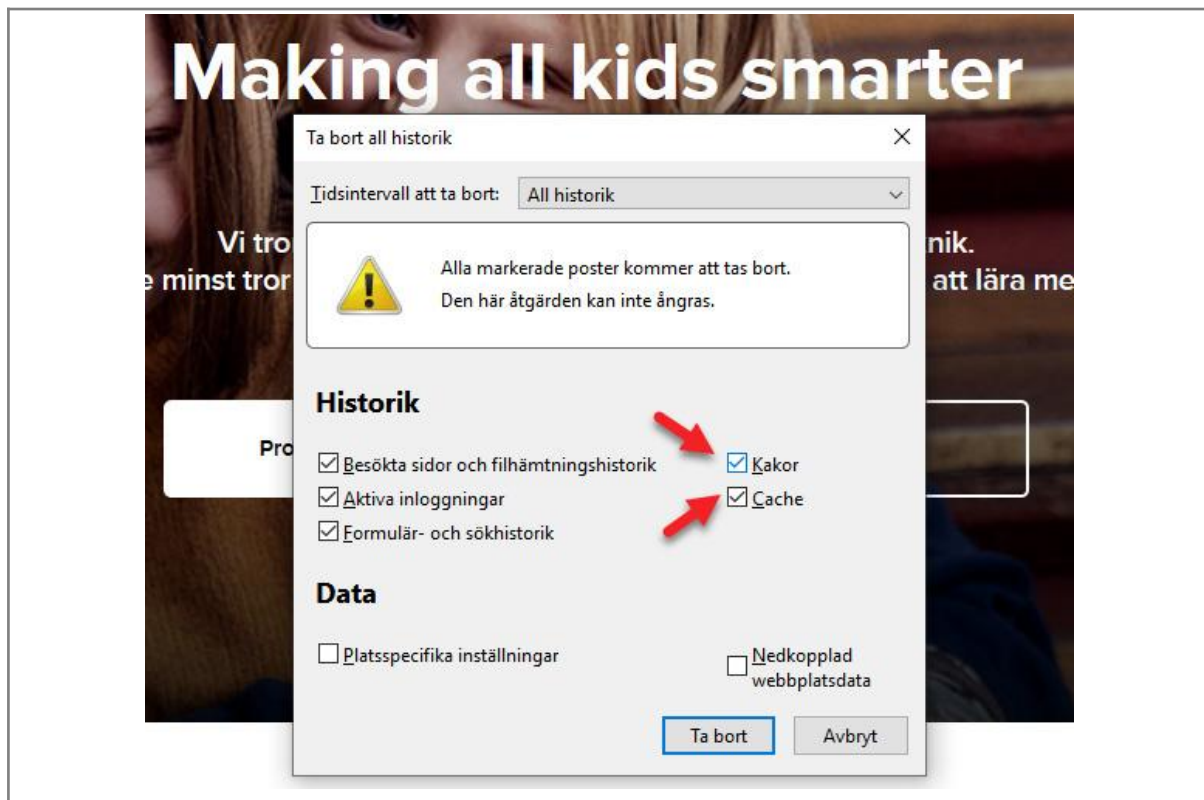 Making all kids smarter
Ta bort all historik
Tidsintervall att ta bort: All historik
Vi tro
nik.
e minst tror
att lära me
Alla markerade poster kommer att tas bort.
Den här åtgärden kan inte ångras.
Historik
Pro
Besökta sidor och filhämtningshistorik
Kakor
Aktiva inloggningar
Cache
Formulär- och sökhistorik
Data
Platsspecifika inställningar
Nedkopplad
webbplatsdata
Ta bort
Avbryt